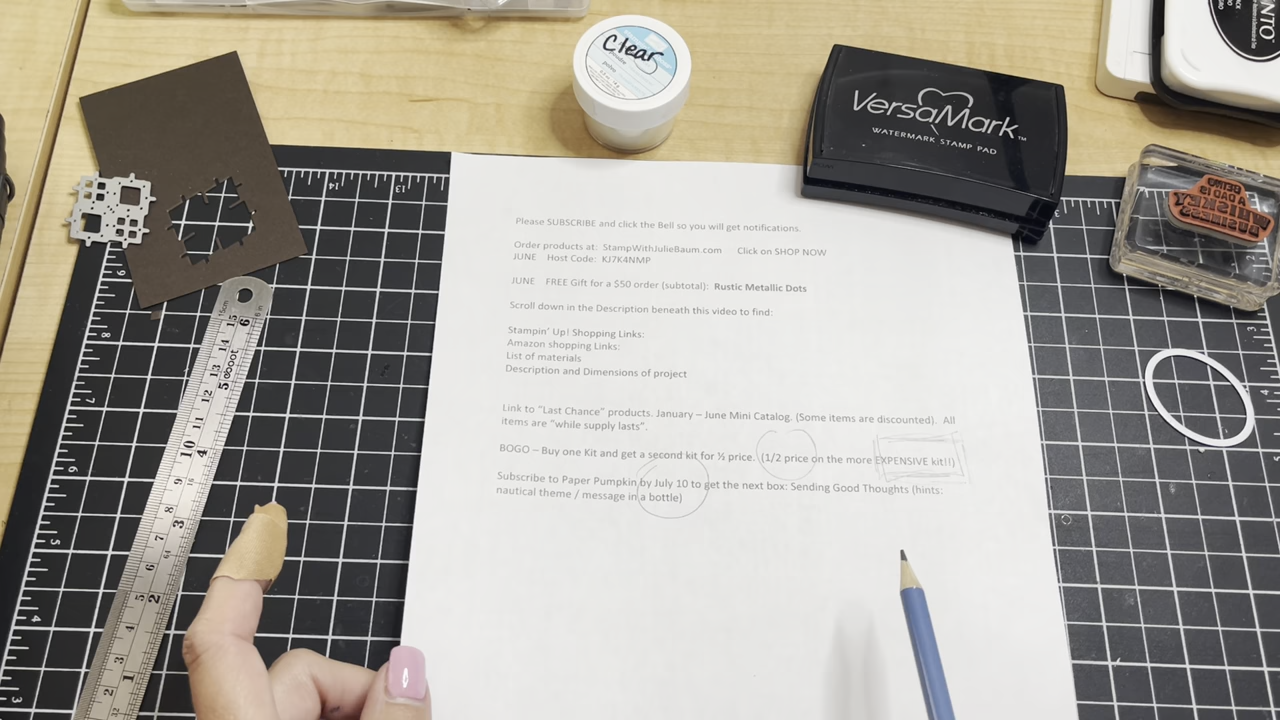 Clear
VERSAMARK™
WATERMARK STAMP PAD
Please SUBSCRIBE and click the Bell so you will get notifications.
Order products at: StampWithJulieBaum.com Click on SHOP NOW
JUNE Host Code: KJ7K4NMP
JUNE FREE Gift for a $50 order (subtotal): Rustic Metallic Dots
Scroll down in the Description beneath this video to find:
Stampin' Up! Shopping Links:
Amazon shopping Links:
List of materials
Description and Dimensions of project
Link to "Last Chance" products. January – June Mini Catalog. (Some items are discounted). All
items are "while supply lasts".
BOGO – Buy one Kit and get a second kit for ½ price. (1/2 price on the more EXPENSIVE kit!!)
Subscribe to Paper Pumpkin by July 10 to get the next box: Sending Good Thoughts (hints:
nautical theme / message in a bottle)